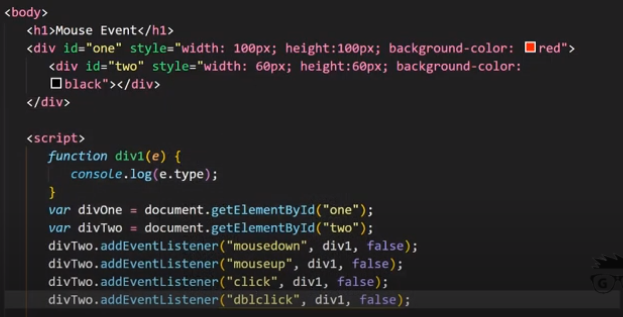 <body>
<h1>Mouse Event</h1>
<div id="one" style="width: 100px; height:100px; background-color: red">
<div id="two" style="width: 60px; height:60px; background-color:
black"></div>
</div>
<script>
function div1(e) {
console.log(e.type);
}
var divOne = document.getElementById("one");
var divTwo = document.getElementById("two");
divTwo.addEventListener("mousedown", div1, false);
divTwo.addEventListener("mouseup", div1, false);
divTwo.addEventListener("click", div1, false);
divTwo.addEventListener("dblclick", div1, false);